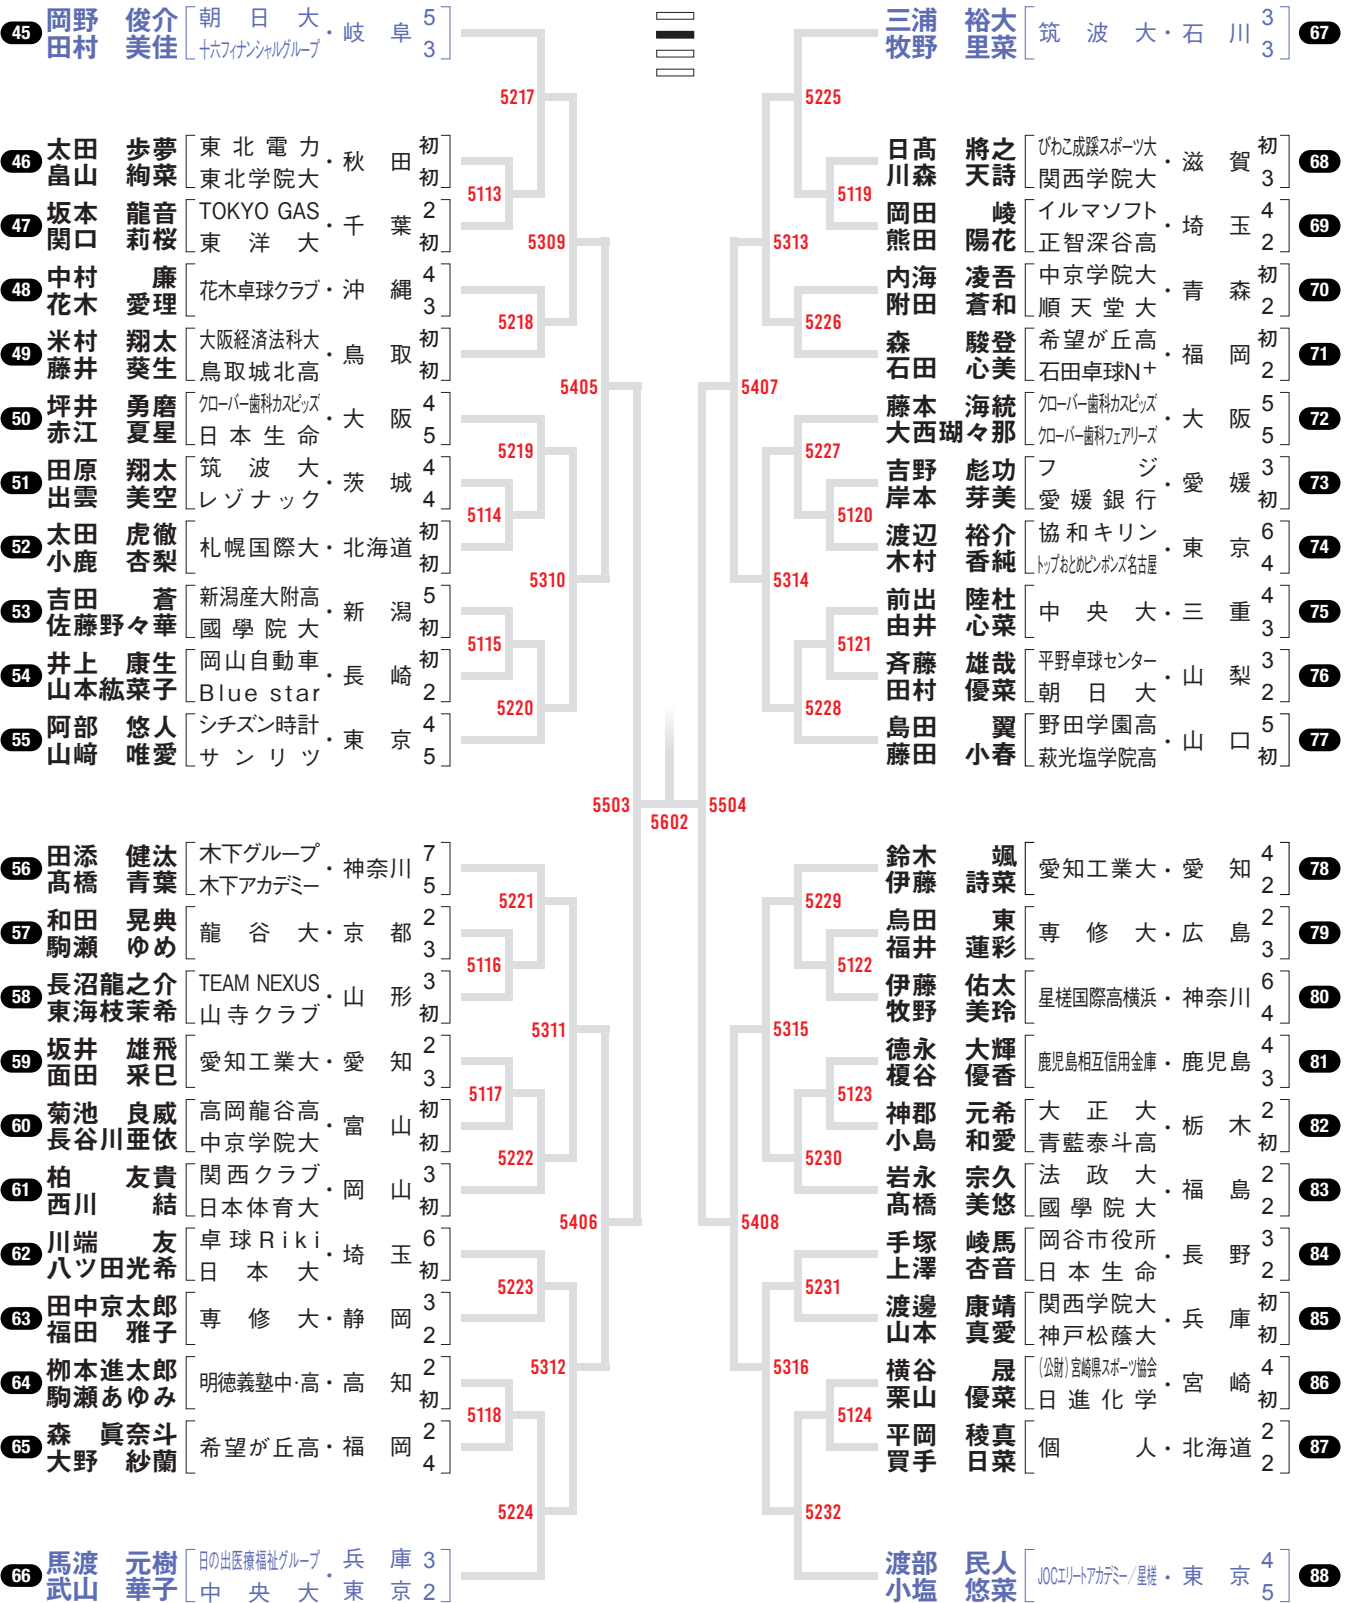 45 岡野 俊介 田村 美佳 [朝日大 十六フィナンシャルグループ・岐阜 5 3]
46 太田 歩夢 畠山 絢菜 [東北電力 東北学院大・秋田 初 初]
47 坂本 龍音 関口 莉桜 [TOKYO GAS 東洋大・千葉 2 初]
48 中村 廉 花木 愛理 [花木卓球クラブ・沖縄 4 3]
49 米村 翔太 藤井 葵生 [大阪経済法科大 鳥取城北高・鳥取 初 初]
50 坪井 勇磨 赤江 夏星 [クローバー歯科カスピッズ 日本生命・大阪 4 5]
51 田原 翔太 出雲 美空 [筑波大 レゾナック・茨城 4 4]
52 太田 虎徹 小鹿 杏梨 [札幌国際大・北海道 初 初]
53 吉田 蒼 佐藤野々華 [新潟産大附高 國學院大・新潟 5 初]
54 井上 康生 山本紘菜子 [岡山自動車 Blue star・長崎 初 2]
55 阿部 悠人 山﨑 唯愛 [シチズン時計 サンリツ・東京 4 5]
56 田添 健汰 髙橋 青葉 [木下グループ 木下アカデミー・神奈川 7 5]
57 和田 晃典 駒瀬 ゆめ [龍谷大・京都 2 3]
58 長沼龍之介 東海枝茉希 [TEAM NEXUS 山寺クラブ・山形 3 初]
59 坂井 雄飛 面田 采巳 [愛知工業大・愛知 2 3]
60 菊池 良威 長谷川亜依 [高岡龍谷高 中京学院大・富山 初 初]
61 柏 友貴 西川 結 [関西クラブ 日本体育大・岡山 3 初]
62 川端 友 八ツ田光希 [卓球Riki 日本大・埼玉 6 初]
63 田中京太郎 福田 雅子 [専修大・静岡 3 2]
64 栁本進太郎 駒瀬あゆみ [明徳義塾中・高・高知 2 初]
65 森 眞奈斗 大野 紗蘭 [希望が丘高・福岡 2 4]
66 馬渡 元樹 武山 華子 [日の出医療福祉グループ 中央大・兵庫 東京 3 2]
5217
5113
5309
5218
5405
5219
5114
5310
5115
5220
5503
5602
5504
5221
5116
5311
5117
5222
5406
5223
5312
5118
5224
5225
5119
5313
5226
5407
5227
5120
5314
5121
5228
5229
5122
5315
5123
5230
5408
5231
5316
5124
5232
三浦 裕大 牧野 里菜 [筑波大・石川 3 3] 67
日髙 將之 川森 天詩 [びわこ成蹊スポーツ大 関西学院大・滋賀 初 3] 68
岡田 崚 熊田 陽花 [イルマソフト 正智深谷高・埼玉 4 2] 69
内海 凌吾 附田 蒼和 [中京学院大 順天堂大・青森 初 2] 70
森 駿登 石田 心美 [希望が丘高 石田卓球N+・福岡 初 2] 71
藤本 海統 大西瑚々那 [クローバー歯科カスピッズ クローバー歯科フェアリーズ・大阪 5 5] 72
吉野 彪功 岸本 芽美 [フジ 愛媛銀行・愛媛 3 初] 73
渡辺 裕介 木村 香純 [協和キリン トップおとめピンポンズ名古屋・東京 6 4] 74
前出 陸杜 由井 心菜 [中央大・三重 4 3] 75
斉藤 雄哉 田村 優菜 [平野卓球センター 朝日大・山梨 3 2] 76
島田 翼 藤田 小春 [野田学園高 萩光塩学院高・山口 5 初] 77
鈴木 颯 伊藤 詩菜 [愛知工業大・愛知 4 2] 78
烏田 東 福井 蓮彩 [専修大・広島 2 3] 79
伊藤 佑太 牧野 美玲 [星槎国際高横浜・神奈川 6 4] 80
德永 大輝 榎谷 優香 [鹿児島相互信用金庫・鹿児島 4 3] 81
神郡 元希 小島 和愛 [大正大 青藍泰斗高・栃木 2 初] 82
岩永 宗久 髙橋 美悠 [法政大 國學院大・福島 2 2] 83
手塚 崚馬 上澤 杏音 [岡谷市役所 日本生命・長野 3 2] 84
渡邊 康靖 山本 真愛 [関西学院大 神戸松蔭大・兵庫 初 初] 85
横谷 晟 栗山 優菜 [(公財)宮崎県スポーツ協会 日進化学・宮崎 4 初] 86
平岡 稜真 買手 日菜 [個人・北海道 2 2] 87
渡部 民人 小塩 悠菜 [JOCエリートアカデミー/星槎・東京 4 5] 88